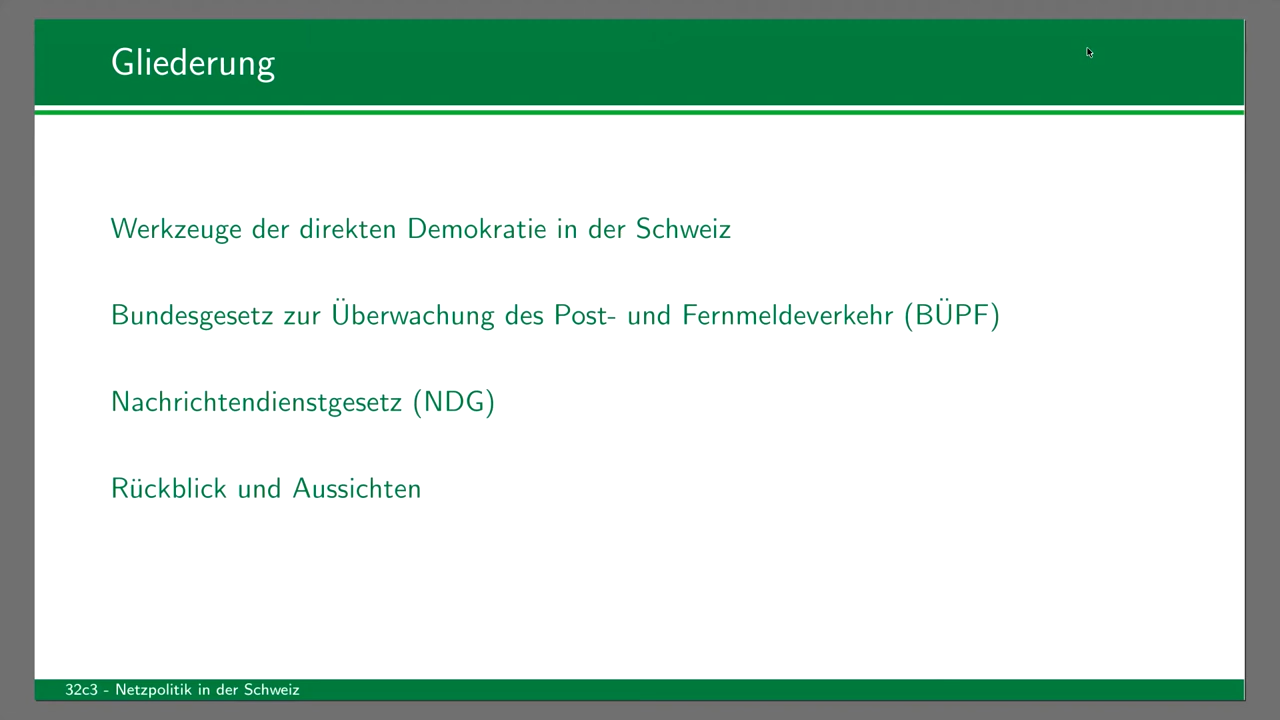 Gliederung
Werkzeuge der direkten Demokratie in der Schweiz
Bundesgesetz zur Überwachung des Post- und Fernmeldeverkehr (BÜPF)
Nachrichtendienstgesetz (NDG)
Rückblick und Aussichten
32c3 - Netzpolitik in der Schweiz